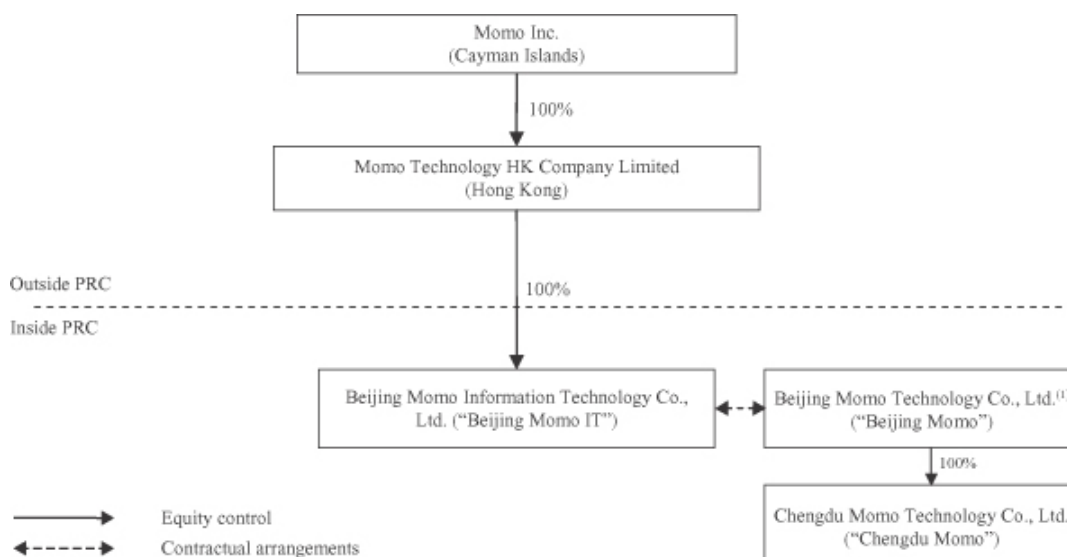 Momo Inc.
(Cayman Islands)
100%
Momo Technology HK Company Limited
(Hong Kong)
Outside PRC
100%
Inside PRC
Beijing Momo Information Technology Co.,
Ltd. (“Beijing Momo IT”)
Beijing Momo Technology Co., Ltd.(1)
(“Beijing Momo”)
100%
Chengdu Momo Technology Co., Ltd.
(“Chengdu Momo”)
Equity control
Contractual arrangements